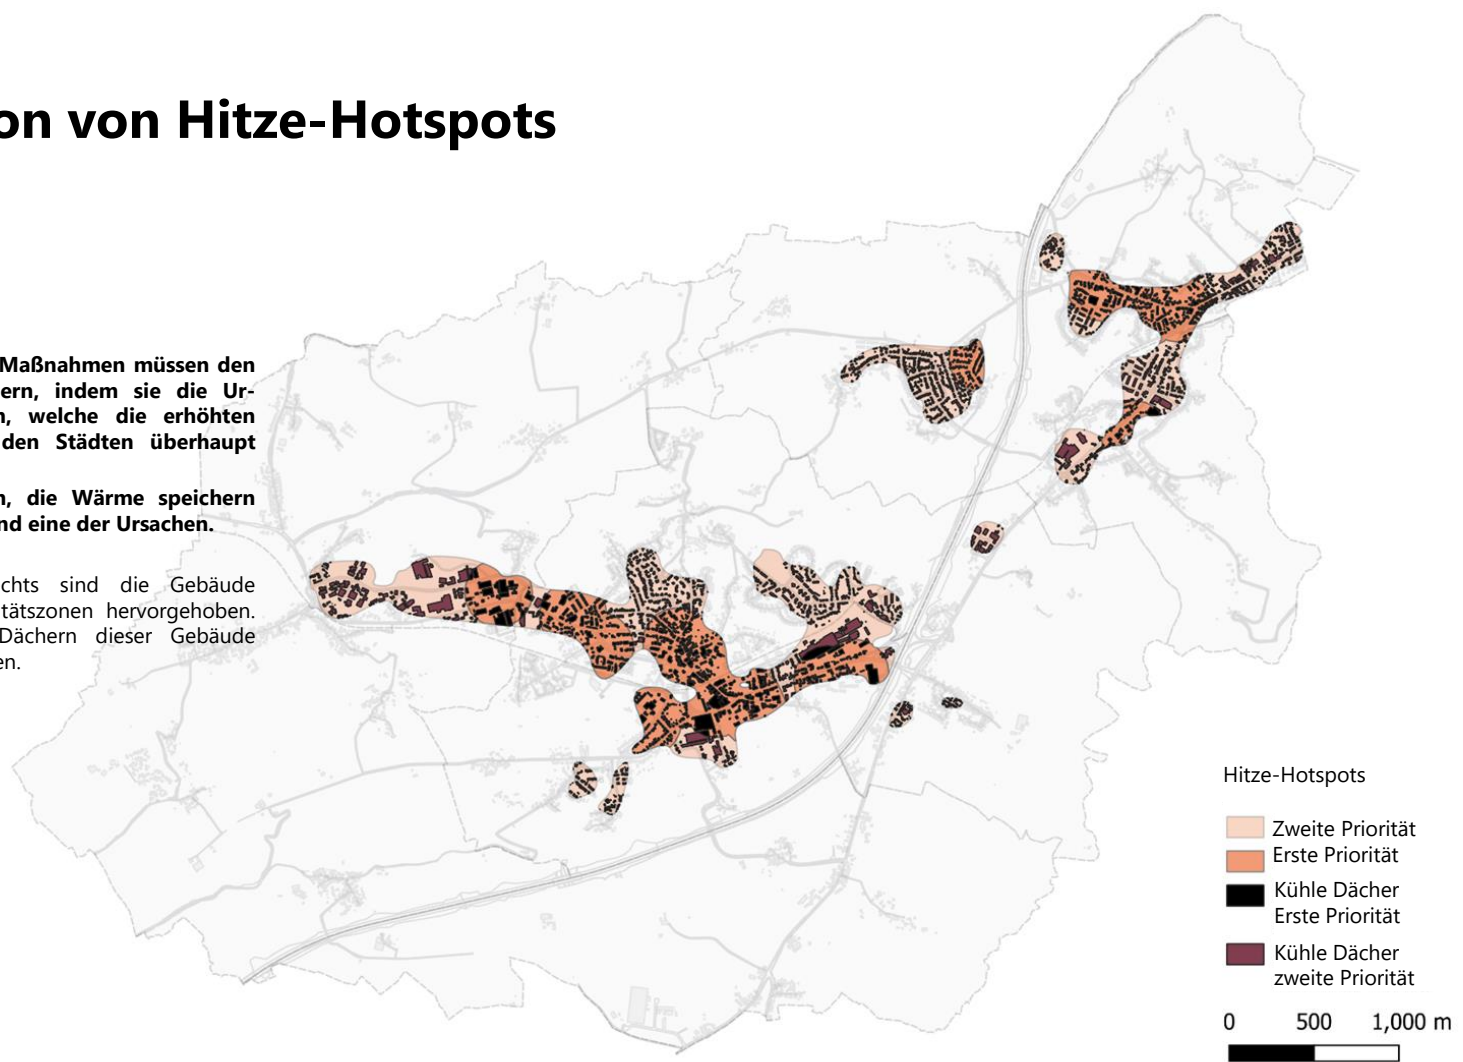 on von Hitze-Hotspots
Maßnahmen müssen den
ern, indem sie die Ur-
n, welche die erhöhten
den Städten überhaupt
n, die Wärme speichern
nd eine der Ursachen.
chts sind die Gebäude
tätszonen hervorgehoben.
Dächern dieser Gebäude
en.
Hitze-Hotspots
Zweite Priorität
Erste Priorität
Kühle Dächer
Erste Priorität
Kühle Dächer
zweite Priorität
0 500 1,000 m